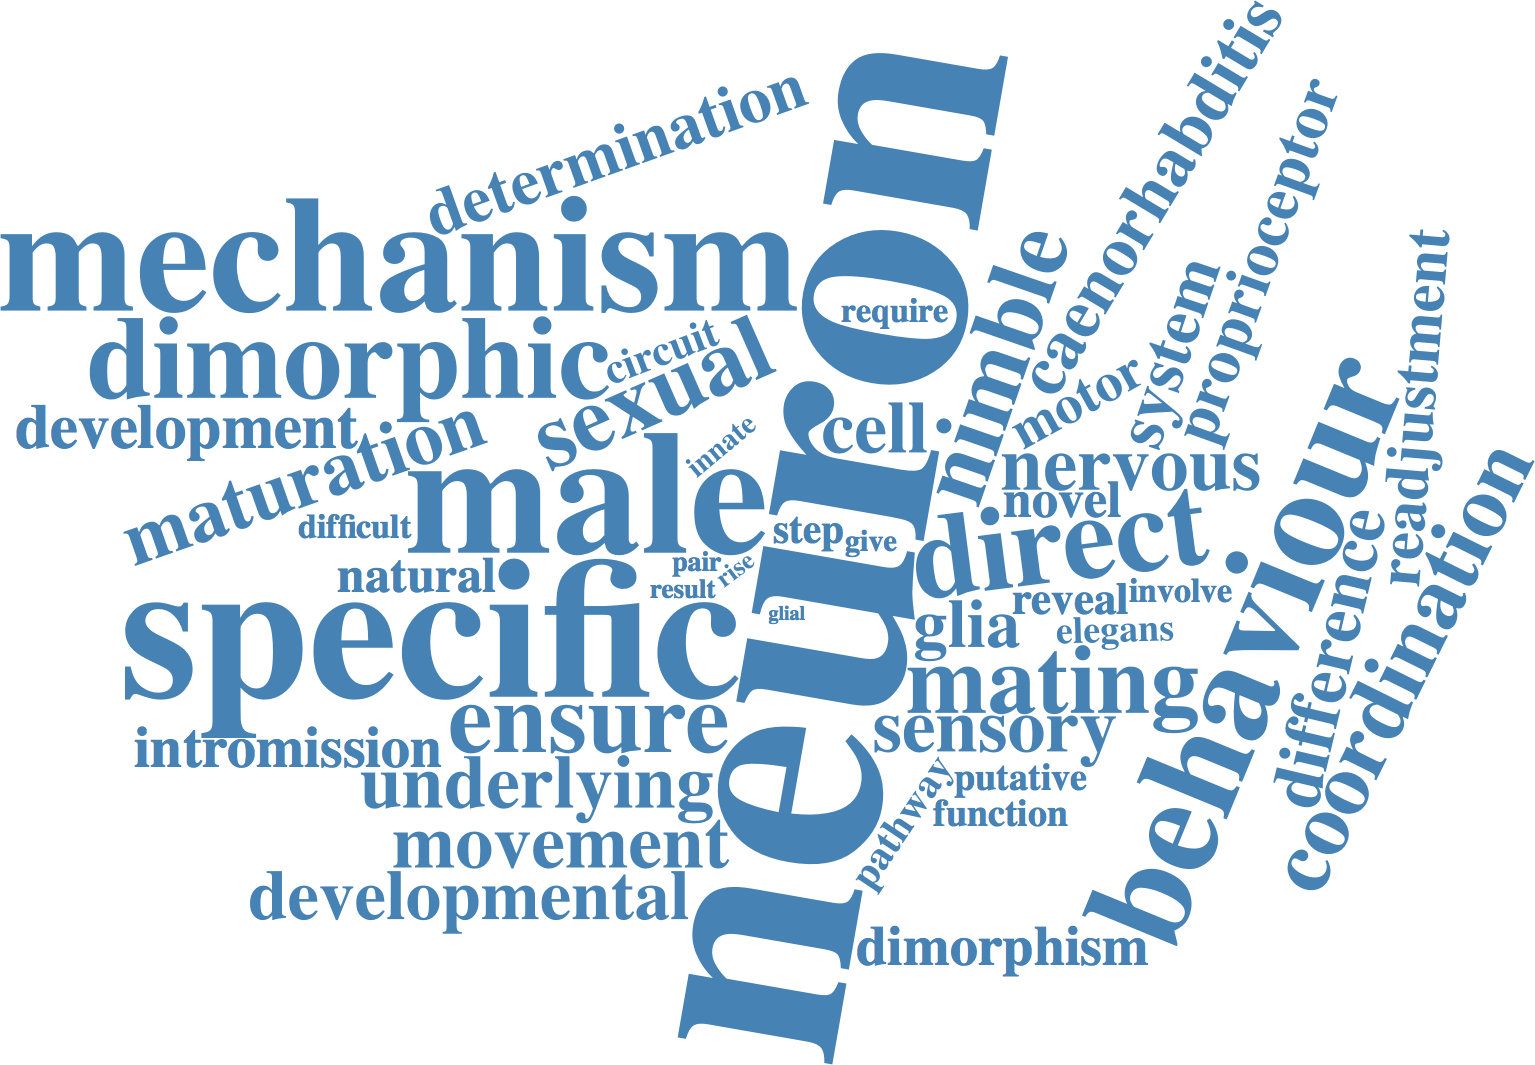 caenorhabditis
determination
neuron
proprioceptor
mechanism
nimble
require
system
readjustment
dimorphic
circuit
sexual
motor
behaviour
development
maturation
innate
cell
male
nervous
novel
coordination
difficult
step
give
direct
difference
natural
pair
rise
result
reveal
involve
specific
glial
glia
elegans
mating
ensure
sensory
intromission
underlying
pathway
putative
function
movement
developmental
dimorphism